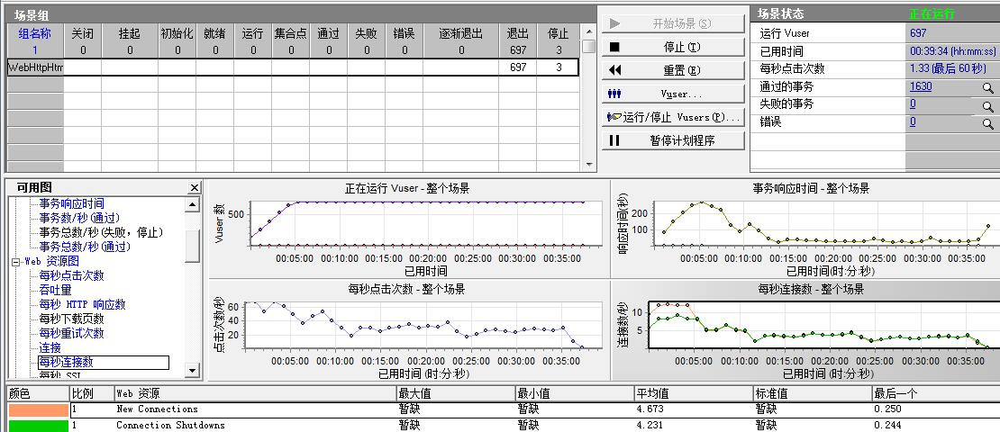 场景组
组名称 关闭 挂起 初始化 就绪 运行 集合点 通过 失败 错误 逐渐退出 退出 停止
1 0 0 0 0 0 0 0 0 0 0 697 3
WebHttpHtm 697 3
开始场景(S)
停止(T)
重置(R)
Vuser...
运行/停止 Vusers(P)...
暂停计划程序
场景状态 正在运行
运行 Vuser 697
已用时间 00:39:34 (hh:mm:ss)
每秒点击次数 1.33 (最后 60 秒)
通过的事务 1630
失败的事务 0
错误 0
可用图
事务响应时间
事务数/秒(通过)
事务总数/秒(失败，停止)
事务总数/秒(通过)
Web 资源图
每秒点击次数
吞吐量
每秒 HTTP 响应数
每秒下载页数
每秒重试次数
连接
每秒连接数
每秒 SSL
正在运行 Vuser - 整个场景
Vuser 数
500
00:05:00 00:10:00 00:15:00 00:20:00 00:25:00 00:30:00 00:35:00
已用时间
事务响应时间 - 整个场景
响应时间(秒)
200
100
00:05:00 00:10:00 00:15:00 00:20:00 00:25:00 00:30:00 00:35:00
已用时间(时:分:秒)
每秒点击次数 - 整个场景
点击次数/秒
60
40
20
00:05:00 00:10:00 00:15:00 00:20:00 00:25:00 00:30:00 00:35:00
已用时间 (时:分:秒)
每秒连接数 - 整个场景
连接数/秒
10
5
00:05:00 00:10:00 00:15:00 00:20:00 00:25:00 00:30:00 00:35:00
已用时间(时:分:秒)
颜色 比例 Web 资源 最大值 最小值 平均值 标准值 最后一个
1 New Connections 暂缺 暂缺 4.673 暂缺 0.250
1 Connection Shutdowns 暂缺 暂缺 4.231 暂缺 0.244